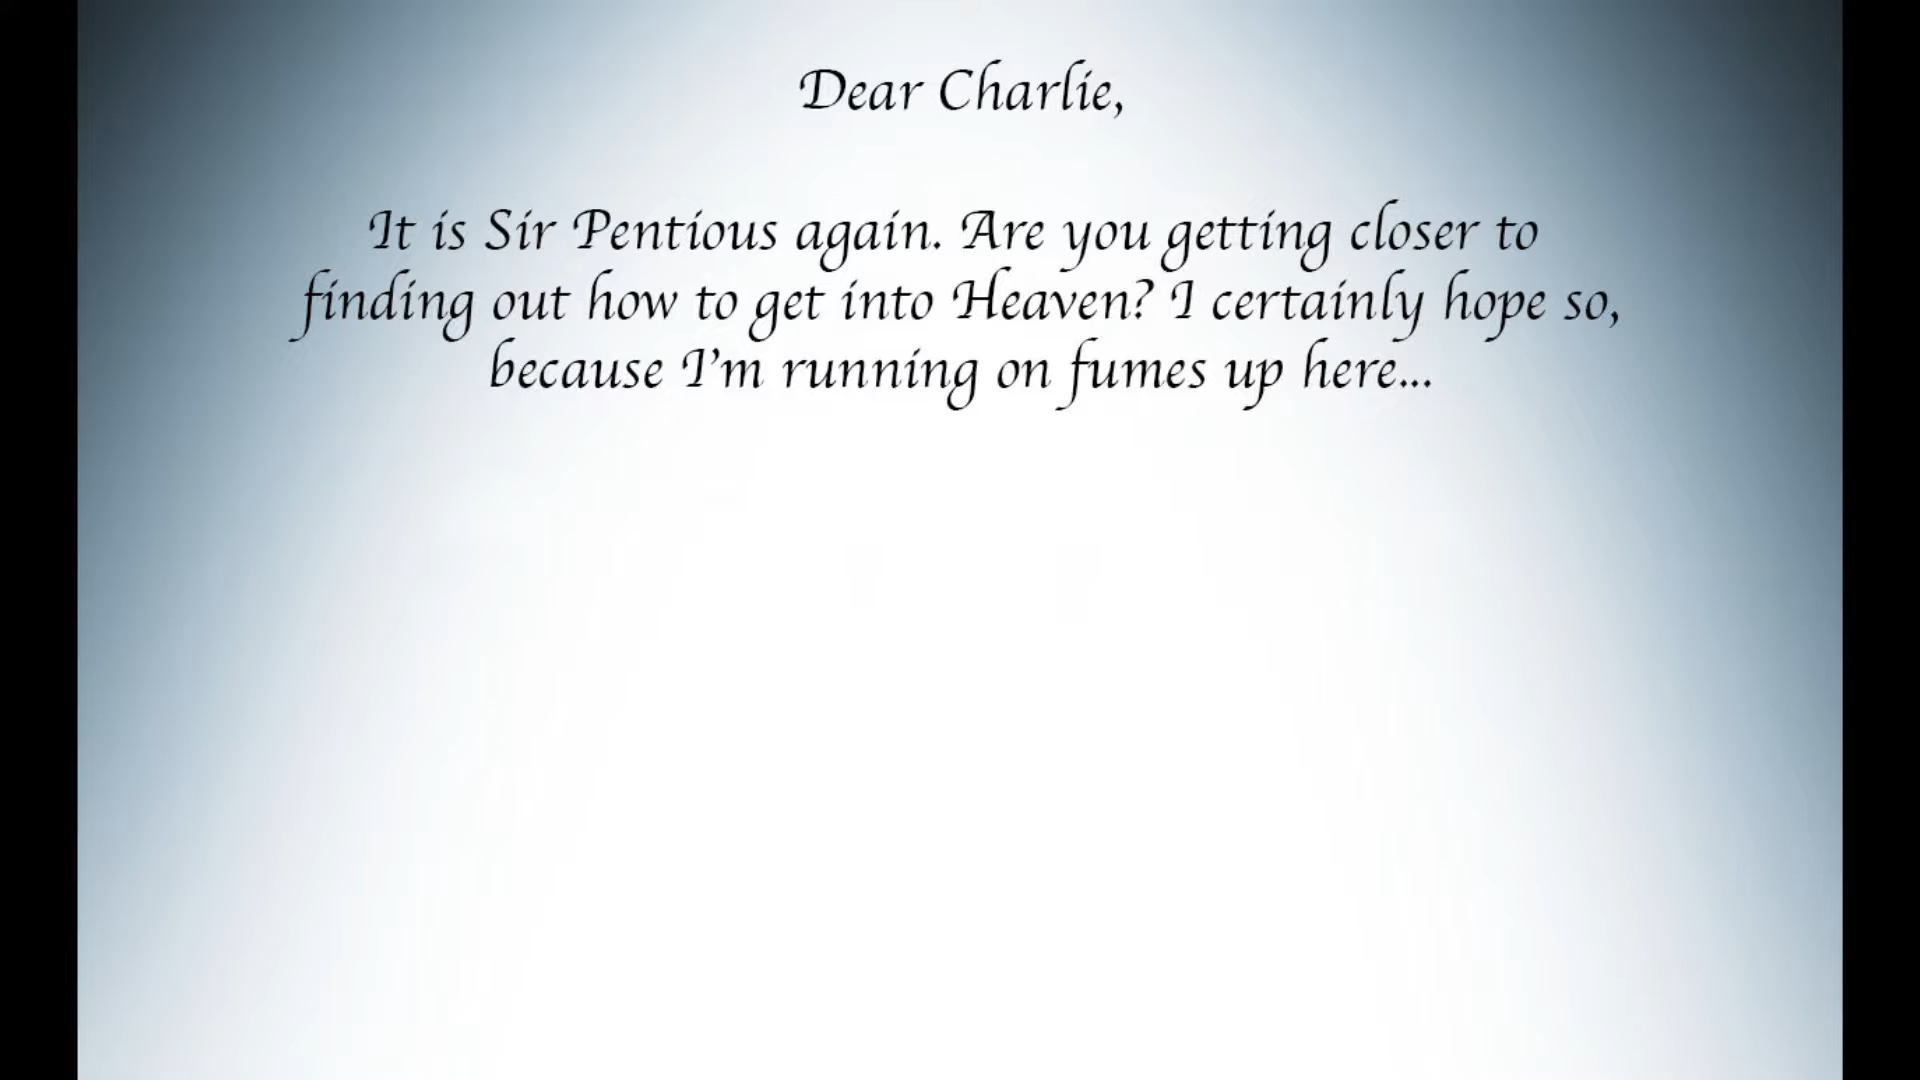 Dear Charlie,
It is Sir Pentious again. Are you getting closer to
finding out how to get into Heaven? I certainly hope so,
because I'm running on fumes up here...